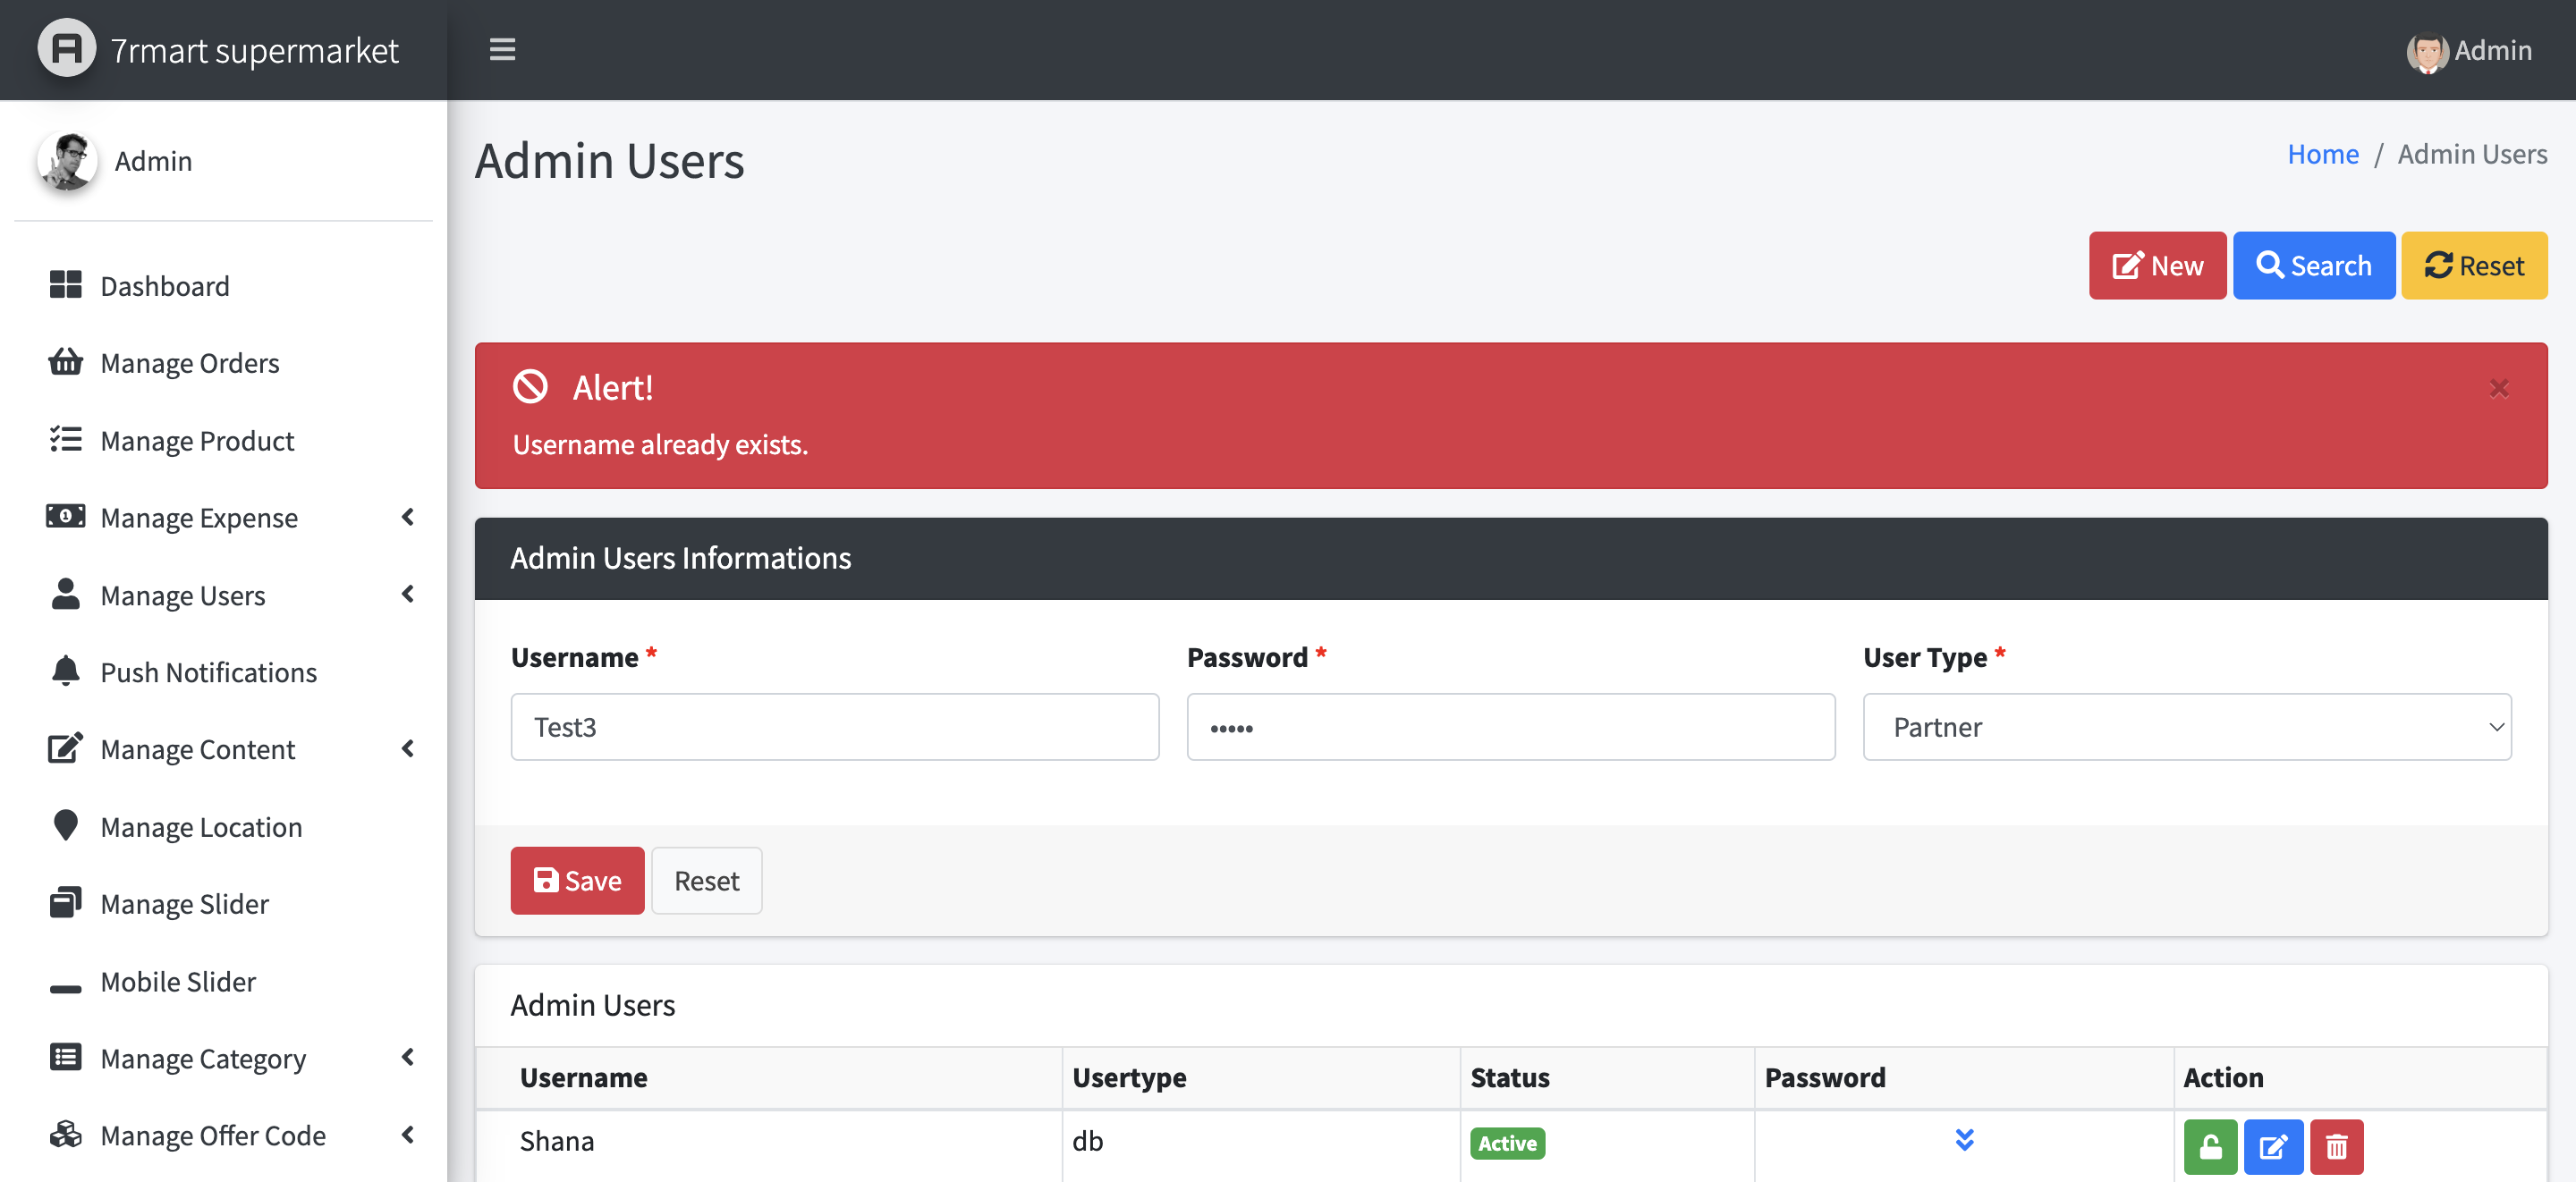 7rmart supermarket
Admin
Admin
Dashboard
Manage Orders
Manage Product
Manage Expense
Manage Users
Push Notifications
Manage Content
Manage Location
Manage Slider
Mobile Slider
Manage Category
Manage Offer Code
Admin Users
Home / Admin Users
New Search Reset
Alert!
Username already exists.
Admin Users Informations
Username * Password * User Type *
Test3 ••••• Partner
Save Reset
Admin Users
Username Usertype Status Password Action
Shana db Active